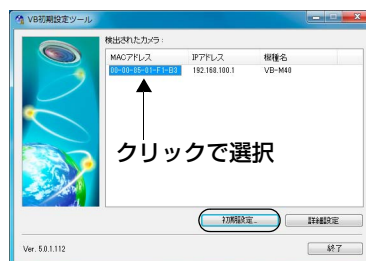 VB初期設定ツール
検出されたカメラ：
MACアドレス IPアドレス 機種名
00-00-85-01-F1-B3 192.168.100.1 VB-M40
クリックで選択
初期設定... 詳細設定
Ver. 5.0.1.112 終了